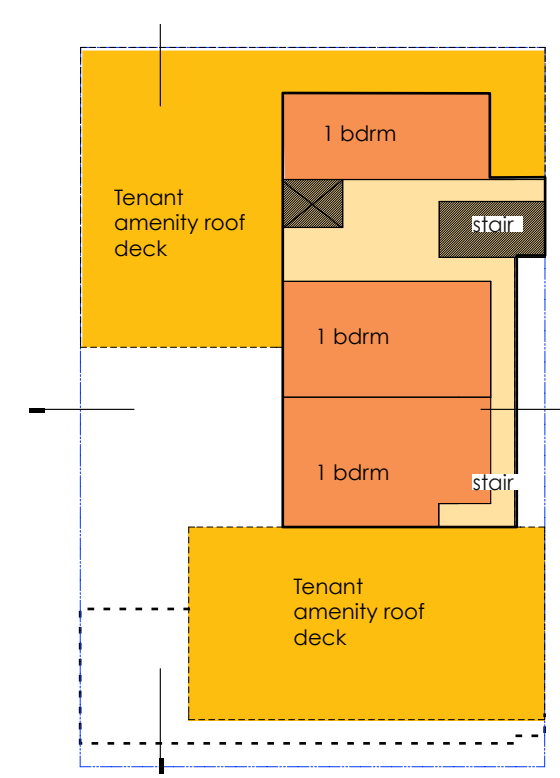 1 bdrm
Tenant
amenity roof
deck
stair
1 bdrm
1 bdrm
stair
Tenant
amenity roof
deck